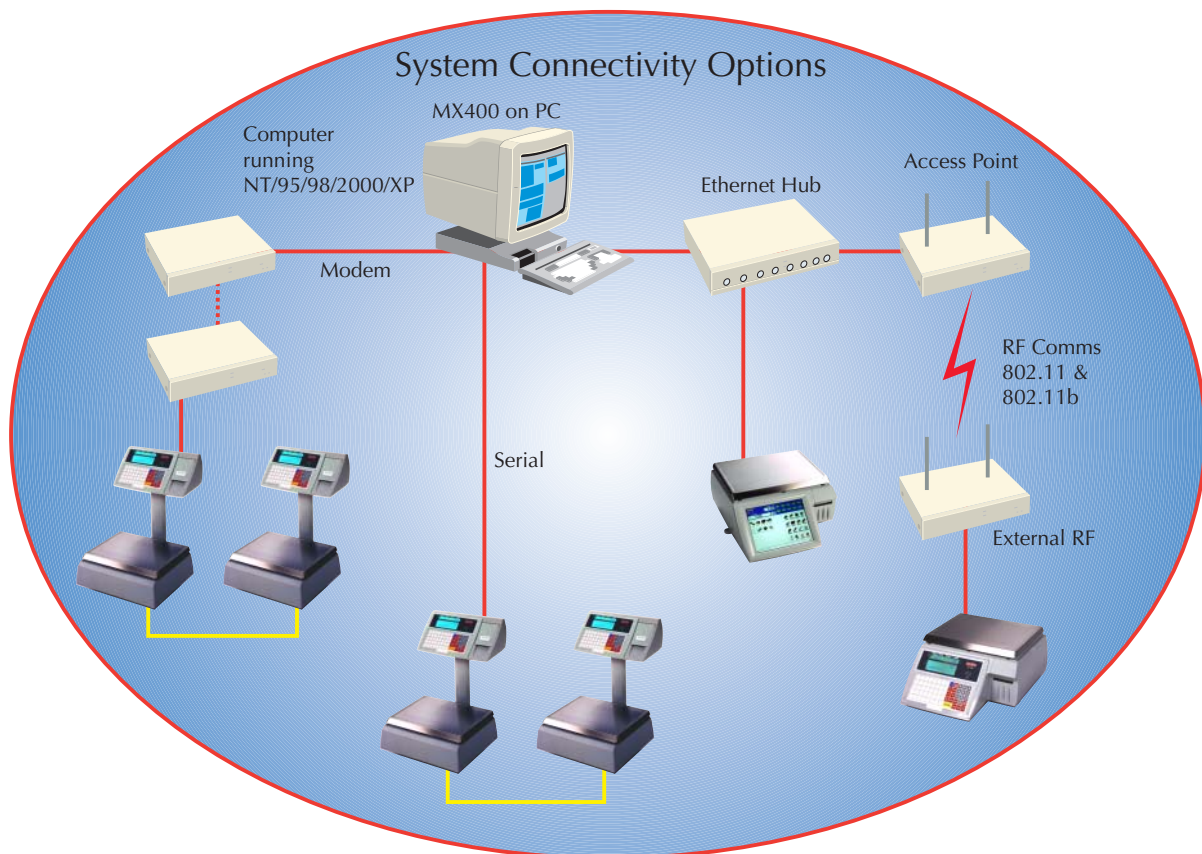 System Connectivity Options
MX400 on PC
Computer
running
NT/95/98/2000/XP
Access Point
Ethernet Hub
Modem
RF Comms
802.11 &
802.11b
Serial
External RF